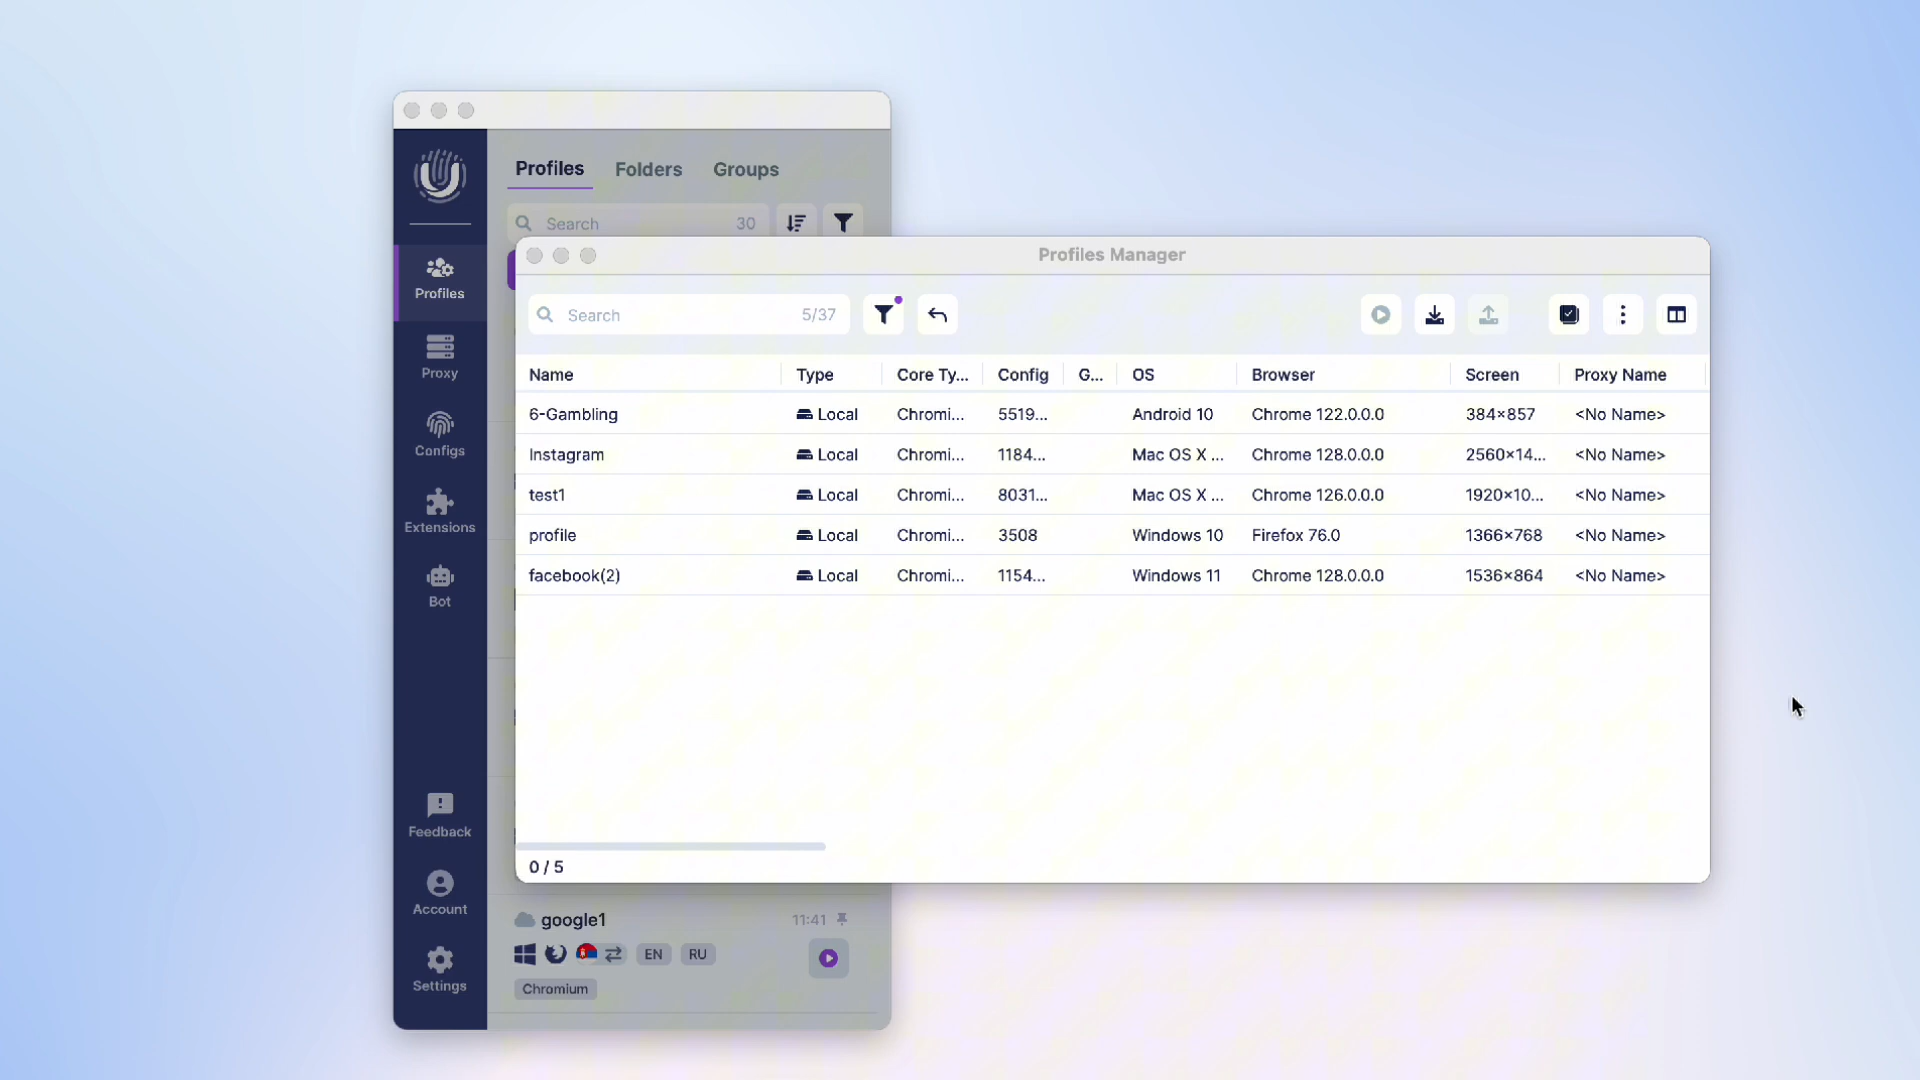 Profiles Folders Groups
Search 30
Profiles
Proxy
Configs
Extensions
Bot
Feedback
Account
Settings
Profiles Manager
Search 5/37
Name Type Core Ty... Config G... OS Browser Screen Proxy Name
6-Gambling Local Chromi... 5519... Android 10 Chrome 122.0.0.0 384×857 <No Name>
Instagram Local Chromi... 1184... Mac OS X ... Chrome 128.0.0.0 2560×14... <No Name>
test1 Local Chromi... 8031... Mac OS X ... Chrome 126.0.0.0 1920×10... <No Name>
profile Local Chromi... 3508 Windows 10 Firefox 76.0 1366×768 <No Name>
facebook(2) Local Chromi... 1154... Windows 11 Chrome 128.0.0.0 1536×864 <No Name>
0 / 5
google1 11:41
EN RU
Chromium